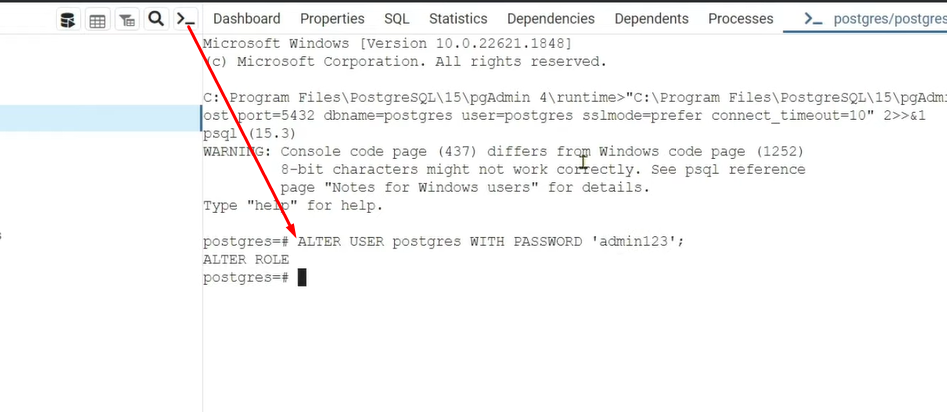 Dashboard Properties SQL Statistics Dependencies Dependents Processes postgres/postgres
Microsoft Windows [Version 10.0.22621.1848]
(c) Microsoft Corporation. All rights reserved.
C:\Program Files\PostgreSQL\15\pgAdmin 4\runtime>"C:\Program Files\PostgreSQL\15\pgAdm
ost port=5432 dbname=postgres user=postgres sslmode=prefer connect_timeout=10" 2>>&1
psql (15.3)
WARNING: Console code page (437) differs from Windows code page (1252)
8-bit characters might not work correctly. See psql reference
page "Notes for Windows users" for details.
Type "help" for help.
postgres=# ALTER USER postgres WITH PASSWORD 'admin123';
ALTER ROLE
postgres=#